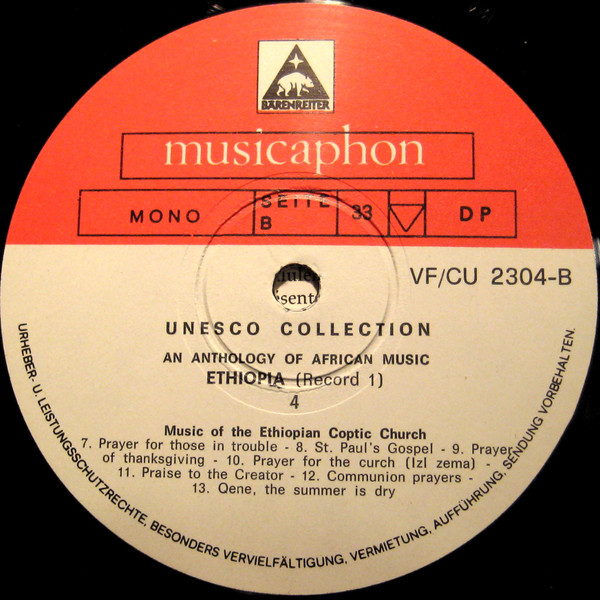 BÄRENREITER
musicaphon
MONO
SEITE
B
33
DP
VF/CU 2304-B
UNESCO COLLECTION
AN ANTHOLOGY OF AFRICAN MUSIC
ETHIOPIA (Record 1)
4
Music of the Ethiopian Coptic Church
7. Prayer for those in trouble - 8. St. Paul's Gospel - 9. Prayer
of thanksgiving - 10. Prayer for the curch (Izl zema) -
11. Praise to the Creator - 12. Communion prayers -
13. Qene, the summer is dry
URHEBER- U. LEISTUNGSSCHUTZRECHTE, BESONDERS VERVIELFÄLTIGUNG, VERMIETUNG, AUFFÜHRUNG, SENDUNG VORBEHALTEN.